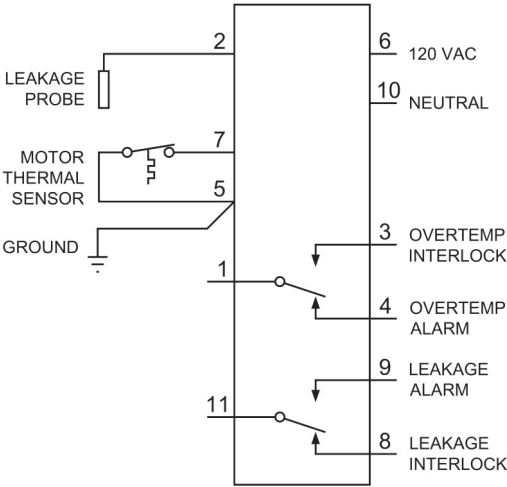 2
6
120 VAC
LEAKAGE
PROBE
10
NEUTRAL
7
MOTOR
THERMAL
SENSOR
5
GROUND
3
OVERTEMP
INTERLOCK
1
4
OVERTEMP
ALARM
9
LEAKAGE
ALARM
11
8
LEAKAGE
INTERLOCK